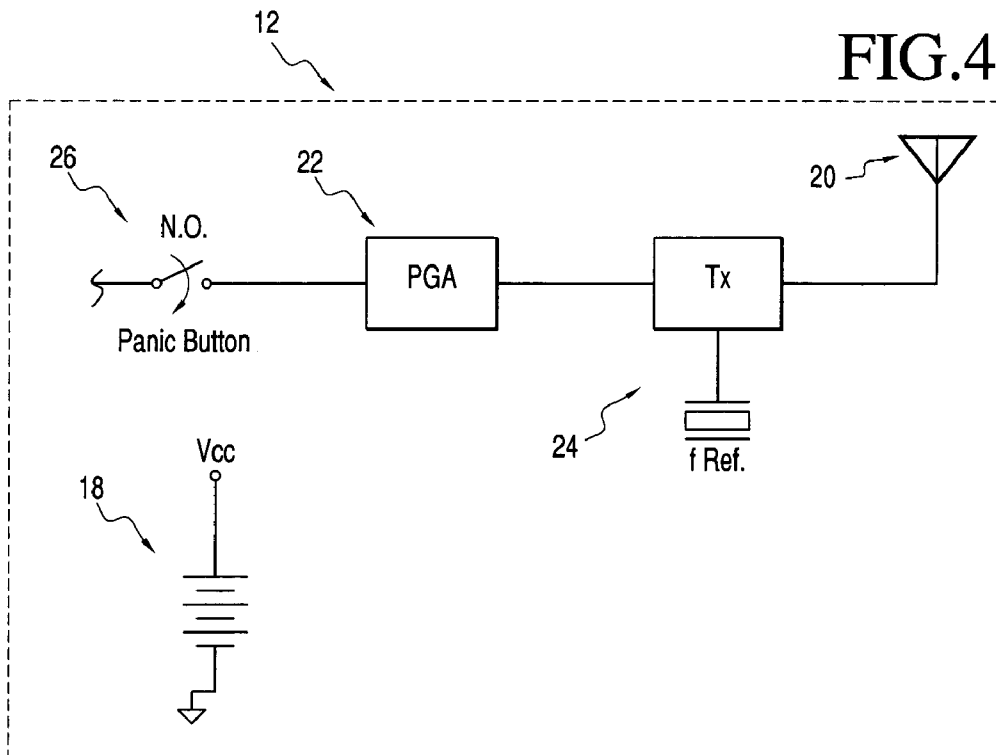 12
FIG.4
26
22
20
N.O.
PGA
Tx
Panic Button
24
f Ref.
Vcc
18